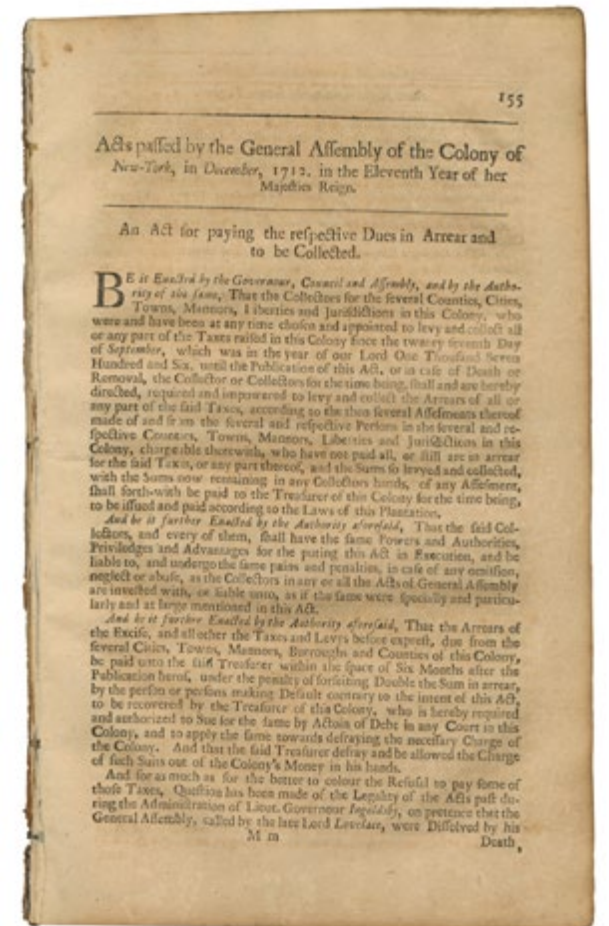 155
Acts passed by the General Assembly of the Colony of
New-York, in December, 1712. in the Eleventh Year of her
Majesties Reign.
An Act for paying the respective Dues in Arrear and
to be Collected.
BE it Enacted by the Governour, Council and Assembly, and by the Autho-
rity of the same, That the Collectors for the several Counties, Cities,
Towns, Mannors, Liberties and Jurisdictions in this Colony, who
were and have been at any time chosen and appointed to levy and collect all
or any part of the Taxes raised in this Colony since the twenty seventh Day
of September, which was in the year of our Lord One Thousand Seven
Hundred and Six, until the Publication of this Act, or in case of Death or
Removal, the Collector or Collectors for the time being, shall and are hereby
directed, required and impowered to levy and collect the Arrears of all or
any part of the said Taxes, according to the then several Assesments thereof
made of and from the several and respective Persons in the several and re-
spective Counties, Towns, Mannors, Liberties and Jurisdictions in this
Colony, chargeable therewith, who have not paid all, or still are in arrear
for the said Taxes, or any part thereof, and the Sums so levyed and collected,
with the Sums now remaining in any Collectors hands, of any Assesment,
shall forth-with be paid to the Treasurer of this Colony for the time being,
to be issued and paid according to the Laws of this Plantation.
And be it further Enacted by the Authority aforesaid, That the said Col-
lectors, and every of them, shall have the same Powers and Authorities,
Priviledges and Advantages for the puting this Act in Execution, and be
liable to, and undergo the same pains and penalties, in case of any omission,
neglect or abuse, as the Collectors in any or all the Acts of General Assembly
are invested with, or liable unto, as if the same were specially and particu-
larly and at large mentioned in this Act.
And be it further Enacted by the Authority aforesaid, That the Arrears of
the Excise, and all other the Taxes and Levys before exprest, due from the
several Cities, Towns, Mannors, Borroughs and Counties of this Colony,
be paid unto the said Treasurer within the space of Six Months after the
Publication herof, under the penalty of forfeiting Double the Sum in arrear,
by the person or persons making Default contrary to the intent of this Act,
to be recovered by the Treasurer of this Colony, who is hereby required
and authorized to Sue for the same by Actoin of Debt in any Court in this
Colony, and to apply the same towards defraying the necessary Charge of
the Colony. And that the said Treasurer defray and be allowed the Charge
of such Suits out of the Colony's Money in his hands.
And for as much as for the better to colour the Refusal to pay some of
those Taxes, Question has been made of the Legality of the Acts past du-
ring the Administration of Lieut. Governour Ingoldsby, on pretence that the
General Assembly, called by the late Lord Lovelace, were Dissolved by his
M m
Death,